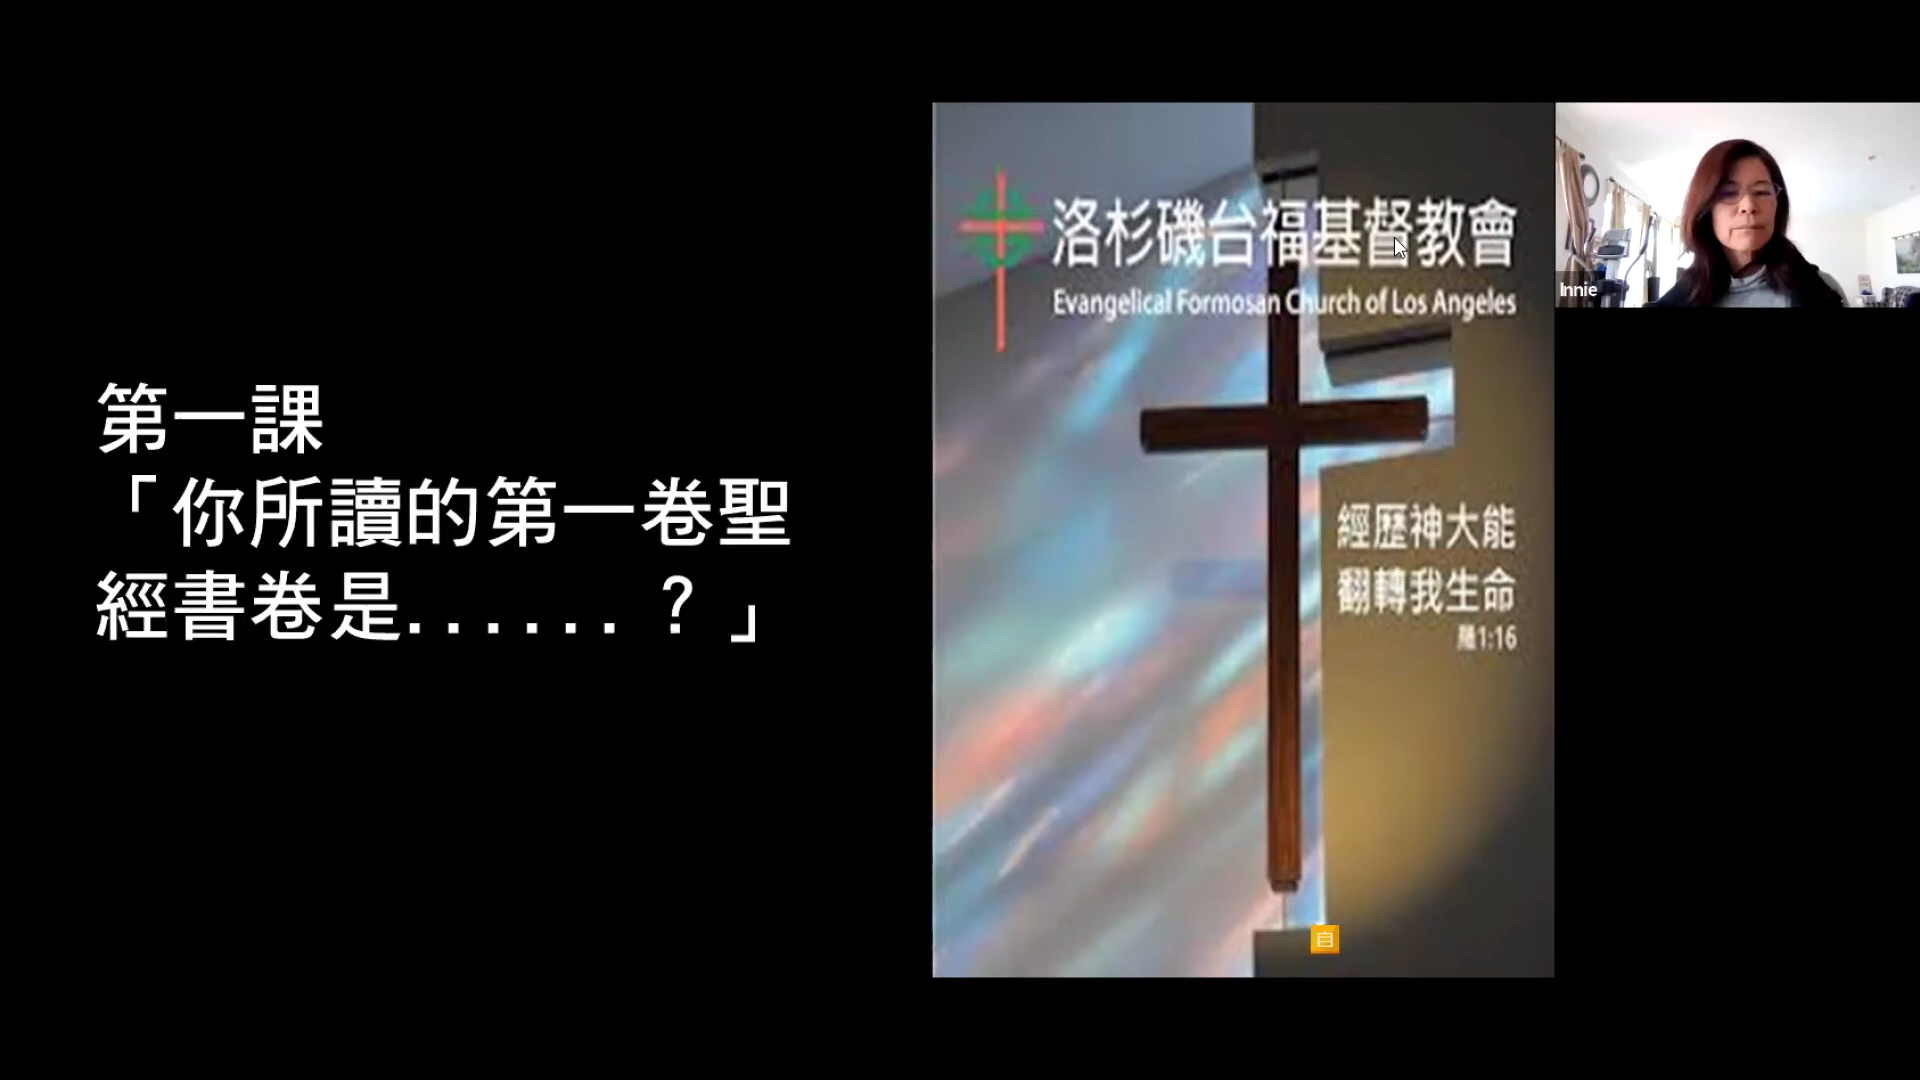 第一課
「你所讀的第一卷聖
經書卷是......？」
洛杉磯台福基督教會
Evangelical Formosan Church of Los Angeles
經歷神大能
翻轉我生命
羅1:16
自
Innie